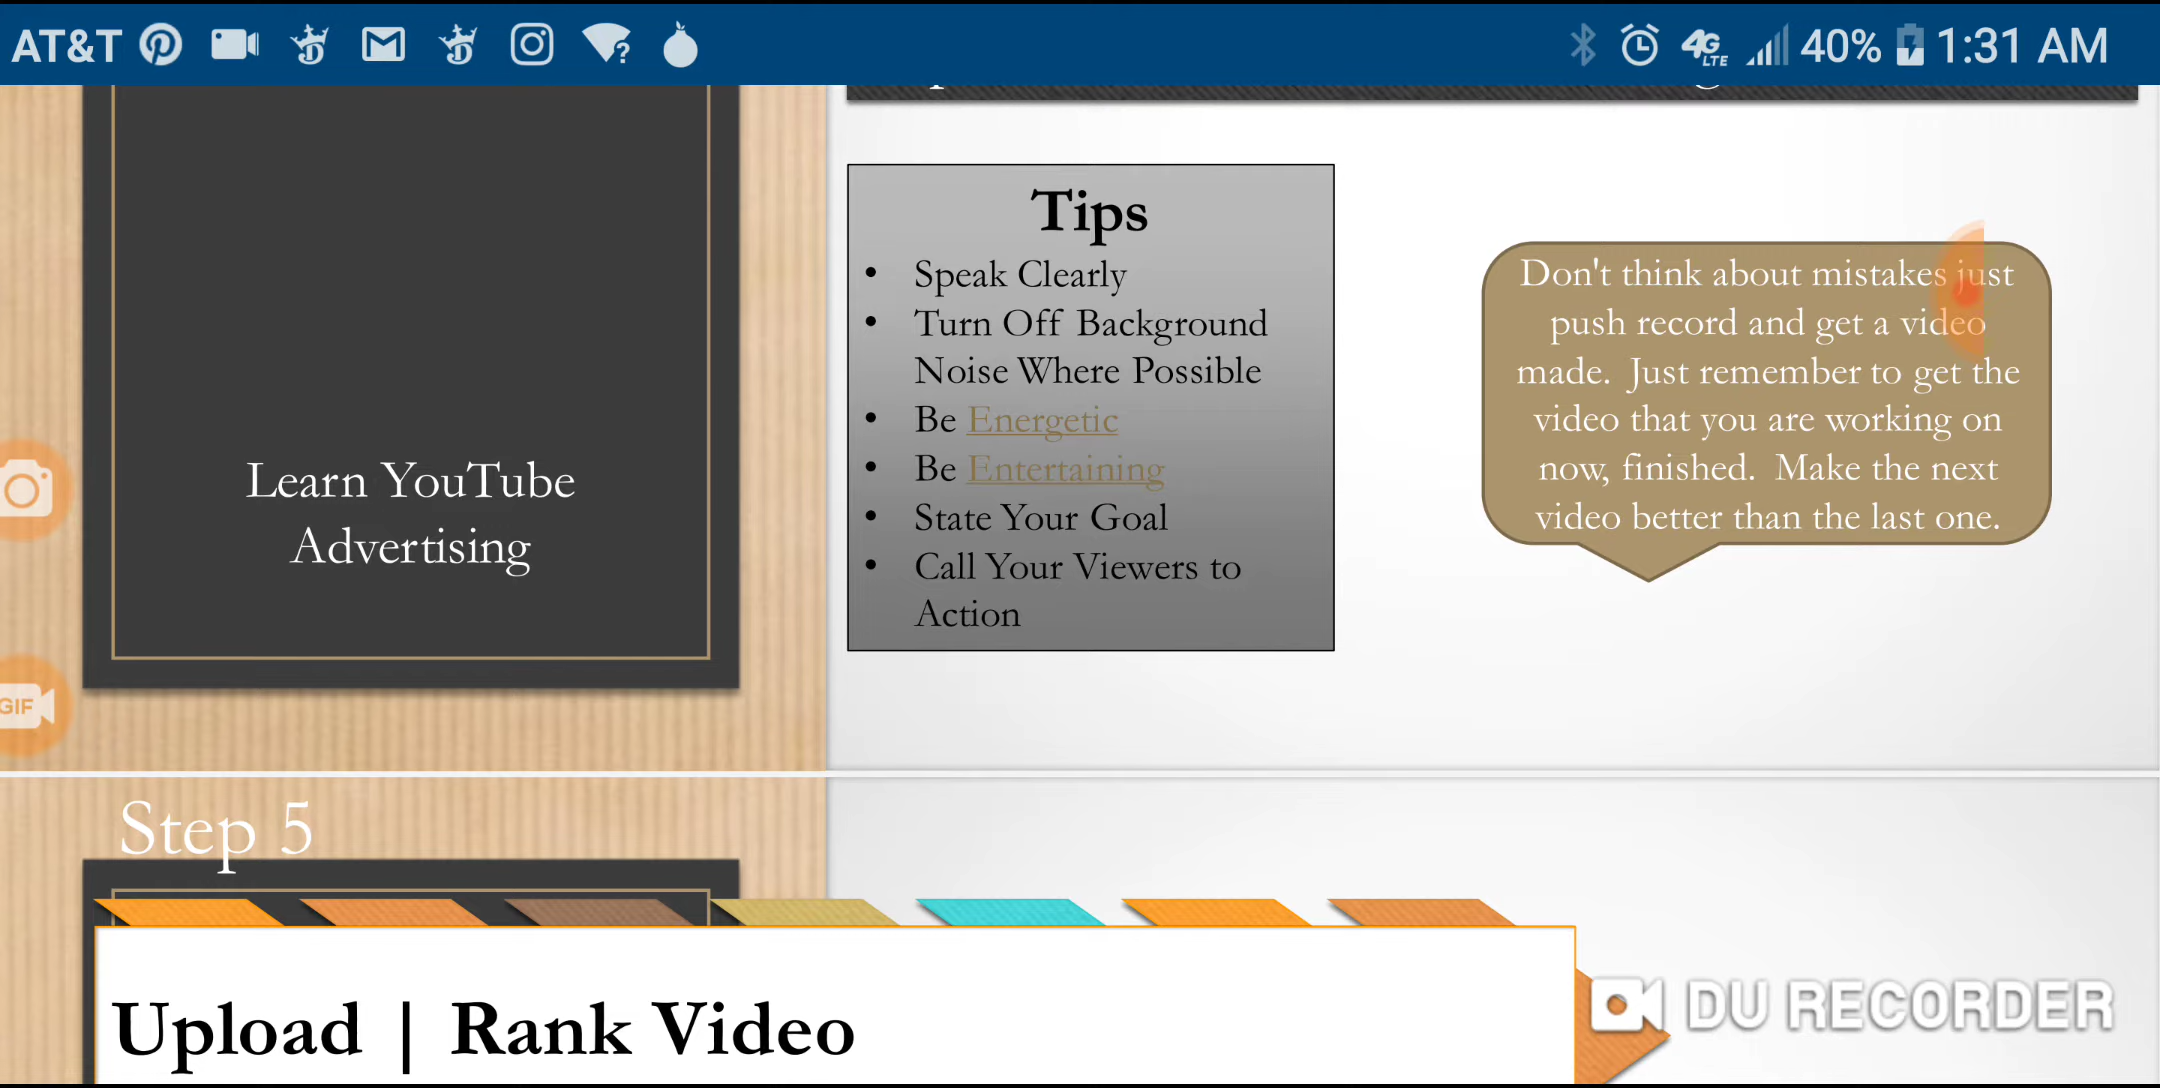 AT&T 4G LTE 40% 1:31 AM
Learn YouTube
Advertising
Tips
• Speak Clearly
• Turn Off Background
Noise Where Possible
• Be Energetic
• Be Entertaining
• State Your Goal
• Call Your Viewers to
Action
Don't think about mistakes just
push record and get a video
made. Just remember to get the
video that you are working on
now, finished. Make the next
video better than the last one.
GIF
Step 5
Upload | Rank Video
DU RECORDER